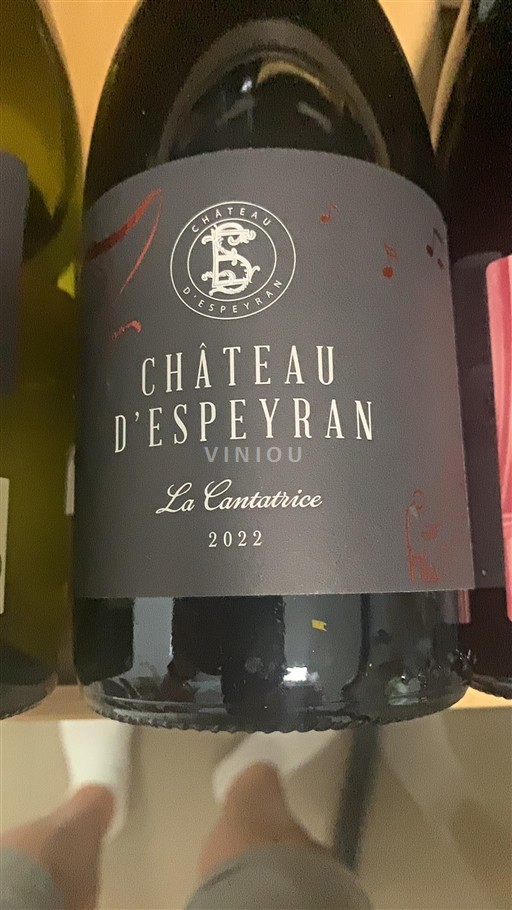 CHÂTEAU
D'ESPEYRAN
CHÂTEAU
D'ESPEYRAN
VINIOU
La Cantatrice
2022